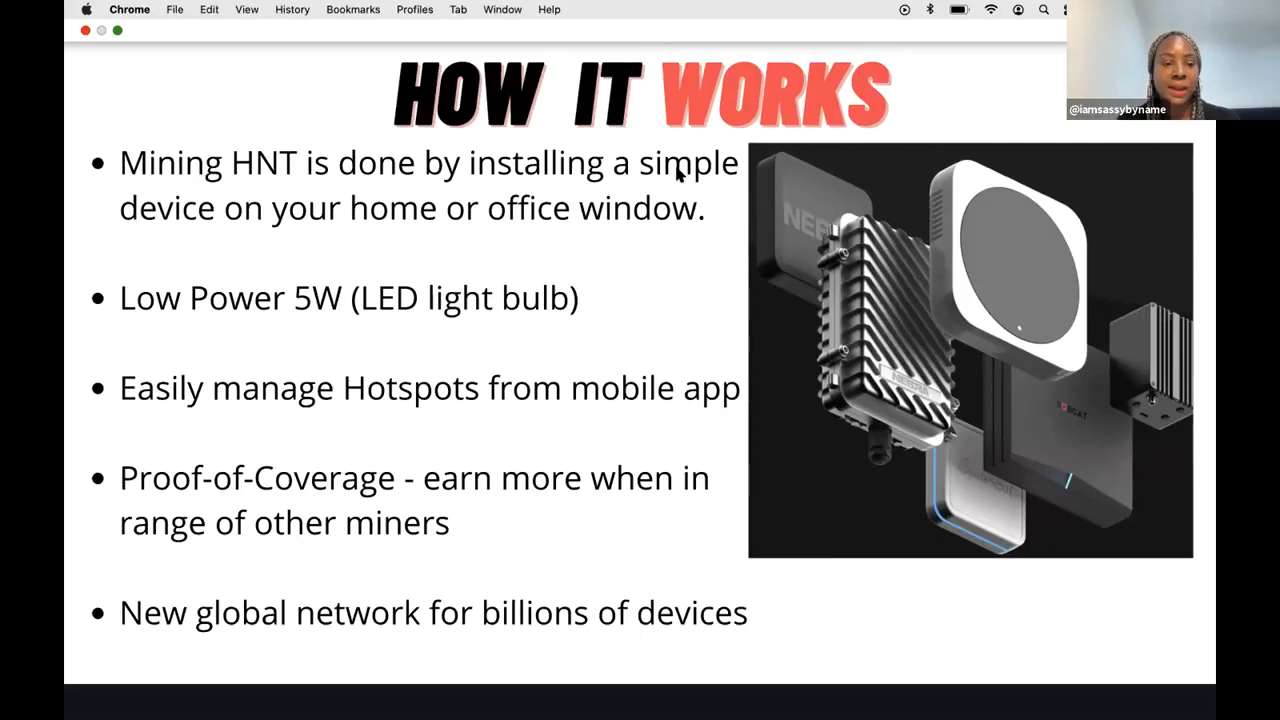 Chrome File Edit View History Bookmarks Profiles Tab Window Help
@iamsassybyname
HOW IT WORKS
• Mining HNT is done by installing a simple
device on your home or office window.
• Low Power 5W (LED light bulb)
• Easily manage Hotspots from mobile app
• Proof-of-Coverage - earn more when in
range of other miners
• New global network for billions of devices
BOBCAT